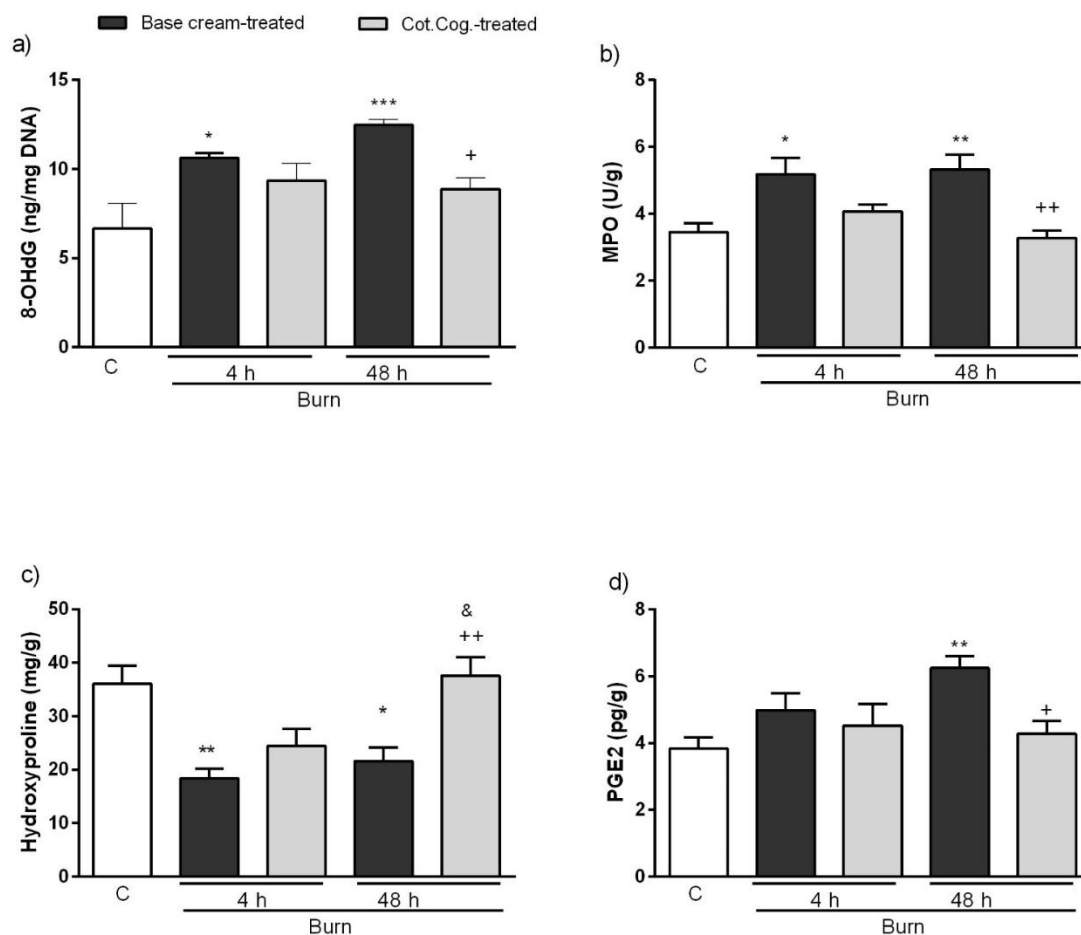 Base cream-treated
Cot.Cog.-treated
a)
8-OHdG (ng/mg DNA)
15
10
5
0
*
***
+
C
4 h
48 h
Burn
b)
MPO (U/g)
8
6
4
2
0
*
**
++
C
4 h
48 h
Burn
c)
Hydroxyproline (mg/g)
50
40
30
20
10
0
**
*
&
++
C
4 h
48 h
Burn
d)
PGE2 (pg/g)
8
6
4
2
0
**
+
C
4 h
48 h
Burn